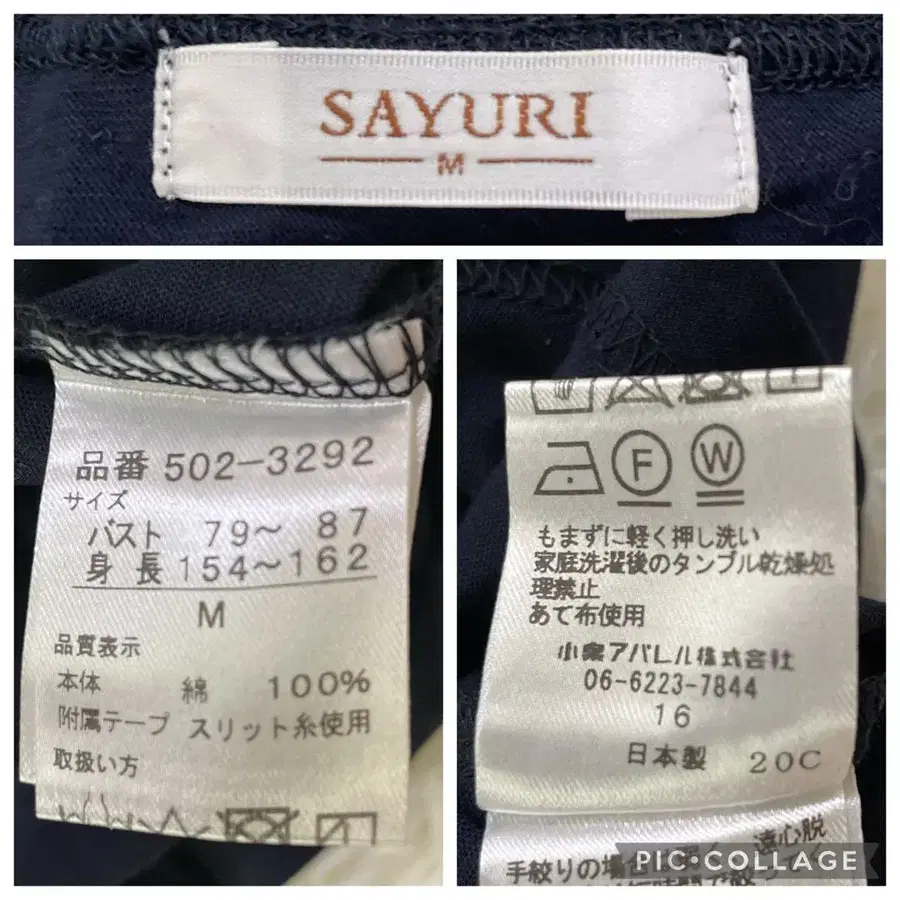 SAYURI
M
品番 502-3292
サイズ
バスト 79～ 87
身長 154～162
M
品質表示
本体 綿 100%
附属テープ スリット糸使用
取扱い方
F W
もまずに軽く押し洗い
家庭洗濯後のタンブル乾燥処
理禁止
あて布使用
小泉アパレル株式会社
06-6223-7844
16
日本製 20C
遠心脱
手絞りの場合
PIC•COLLAGE